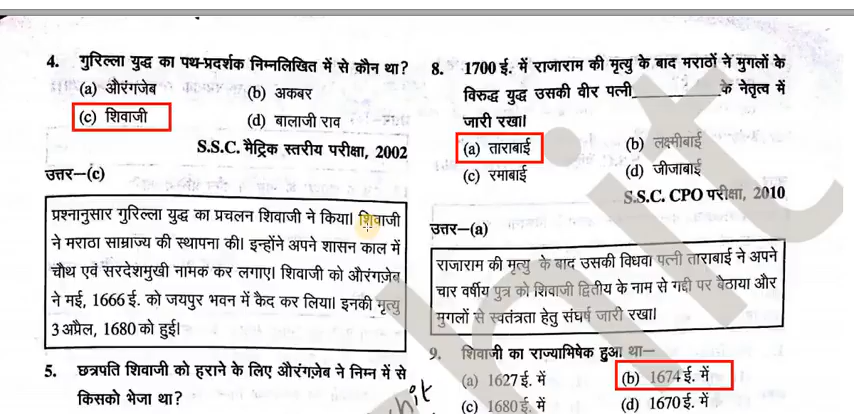 4. गुरिल्ला युद्ध का पथ-प्रदर्शक निम्नलिखित में से कौन था?
(a) औरंगजेब (b) अकबर
(c) शिवाजी (d) बालाजी राव
S.S.C. मैट्रिक स्तरीय परीक्षा, 2002
उत्तर–(c)
प्रश्नानुसार गुरिल्ला युद्ध का प्रचलन शिवाजी ने किया। शिवाजी
ने मराठा साम्राज्य की स्थापना की। इन्होंने अपने शासन काल में
चौथ एवं सरदेशमुखी नामक कर लगाए। शिवाजी को औरंगज़ेब
ने मई, 1666 ई. को जयपुर भवन में कैद कर लिया। इनकी मृत्यु
3 अप्रैल, 1680 को हुई।
5. छत्रपति शिवाजी को हराने के लिए औरंगज़ेब ने निम्न में से
किसको भेजा था?
8. 1700 ई. में राजाराम की मृत्यु के बाद मराठों ने मुगलों के
विरुद्ध युद्ध उसकी वीर पत्नी_________के नेतृत्व में
जारी रखा।
(a) ताराबाई (b) लक्ष्मीबाई
(c) रमाबाई (d) जीजाबाई
S.S.C. CPO परीक्षा, 2010
उत्तर–(a)
राजाराम की मृत्यु के बाद उसकी विधवा पत्नी ताराबाई ने अपने
चार वर्षीय पुत्र को शिवाजी द्वितीय के नाम से गद्दी पर बैठाया और
मुगलों से स्वतंत्रता हेतु संघर्ष जारी रखा।
9. शिवाजी का राज्याभिषेक हुआ था—
(a) 1627 ई. में (b) 1674 ई. में
(c) 1680 ई. में (d) 1670 ई. में